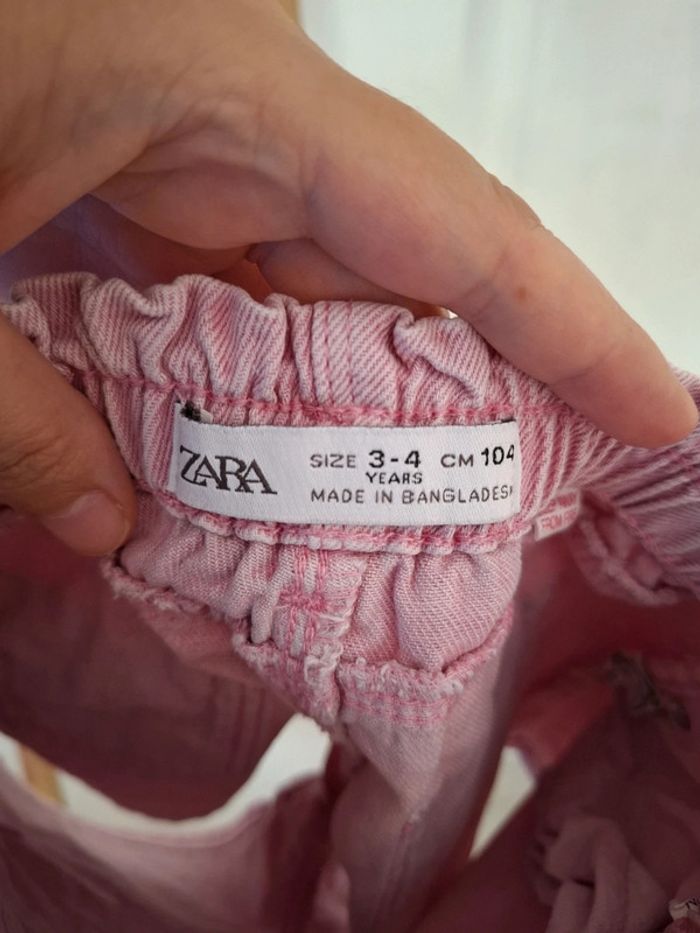 ZARA
SIZE 3-4 CM 104
YEARS
MADE IN BANGLADESH